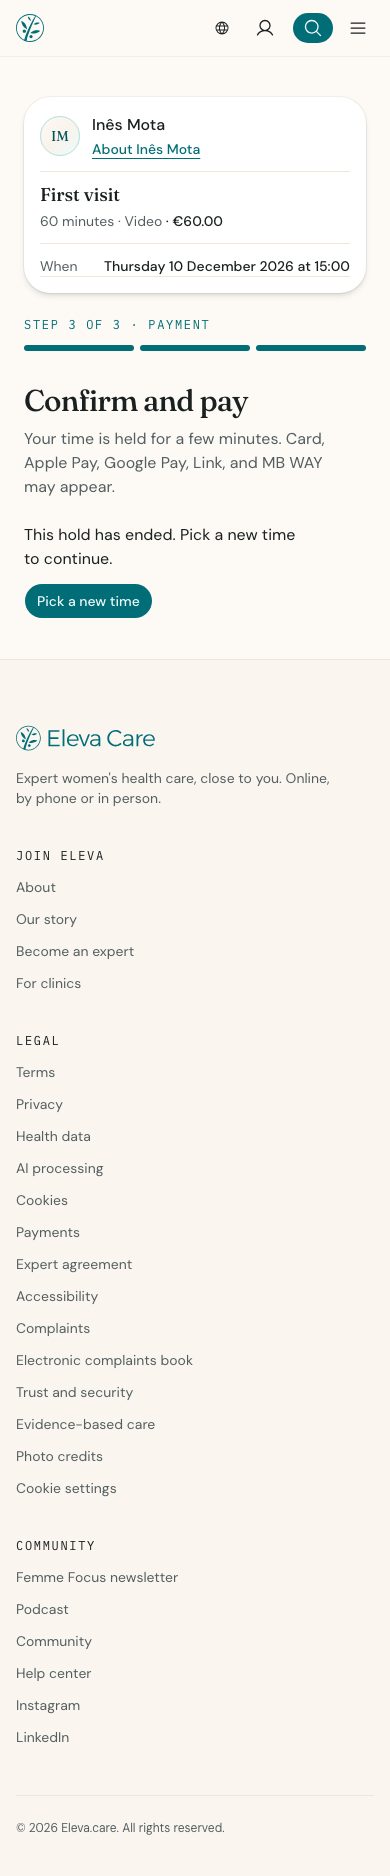 IM
Inês Mota
About Inês Mota
First visit
60 minutes · Video · €60.00
When Thursday 10 December 2026 at 15:00
STEP 3 OF 3 · PAYMENT
Confirm and pay
Your time is held for a few minutes. Card,
Apple Pay, Google Pay, Link, and MB WAY
may appear.
This hold has ended. Pick a new time
to continue.
Pick a new time
Eleva Care
Expert women's health care, close to you. Online,
by phone or in person.
JOIN ELEVA
About
Our story
Become an expert
For clinics
LEGAL
Terms
Privacy
Health data
AI processing
Cookies
Payments
Expert agreement
Accessibility
Complaints
Electronic complaints book
Trust and security
Evidence-based care
Photo credits
Cookie settings
COMMUNITY
Femme Focus newsletter
Podcast
Community
Help center
Instagram
LinkedIn
© 2026 Eleva.care. All rights reserved.